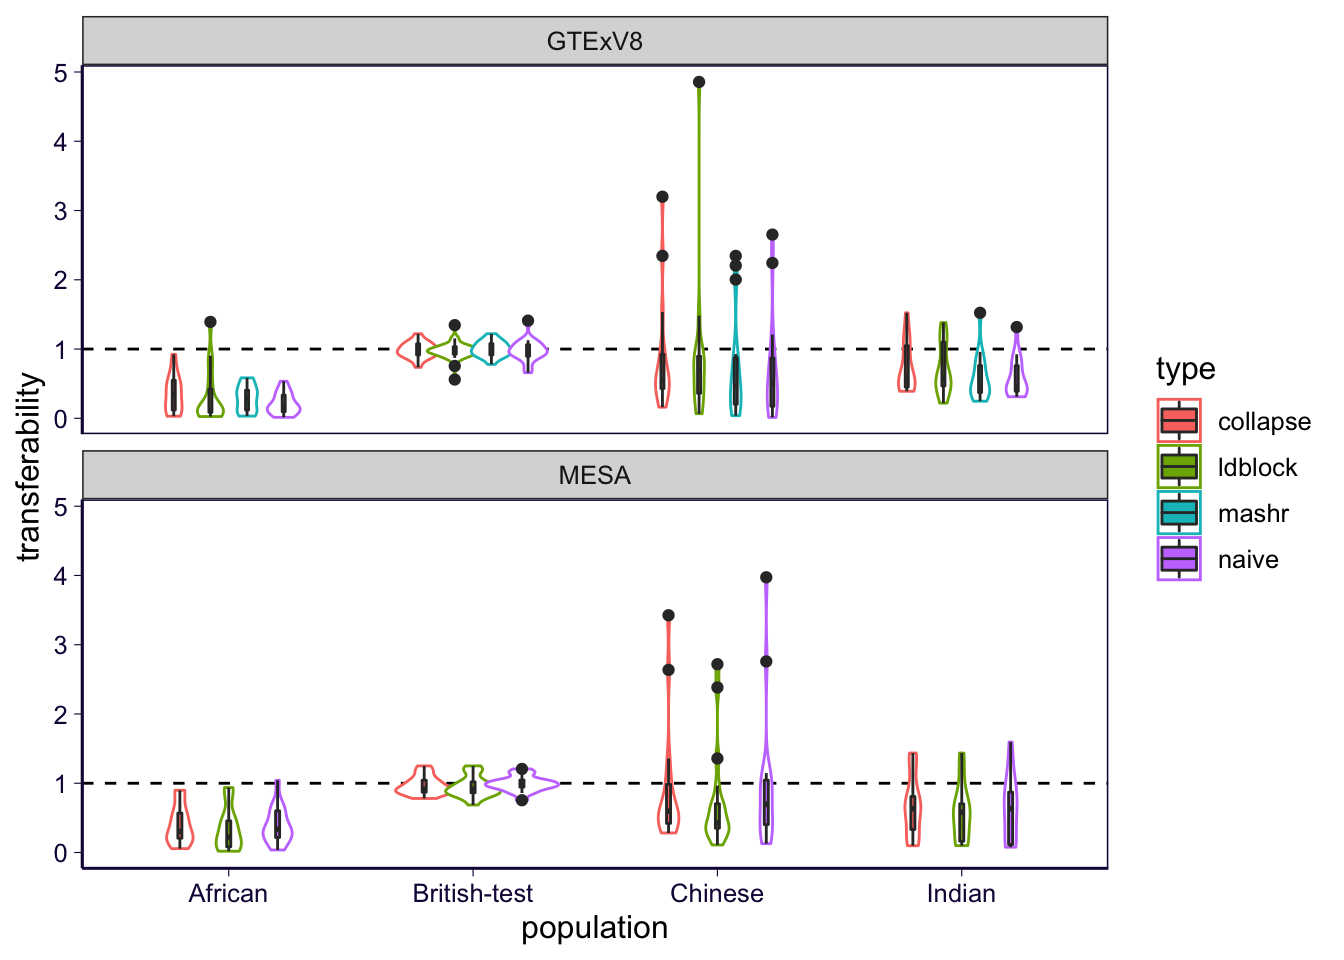 GTExV8
5
4
3
2
1
0
MESA
5
4
3
2
1
0
transferability
African
British-test
Chinese
Indian
population
type
collapse
ldblock
mashr
naive